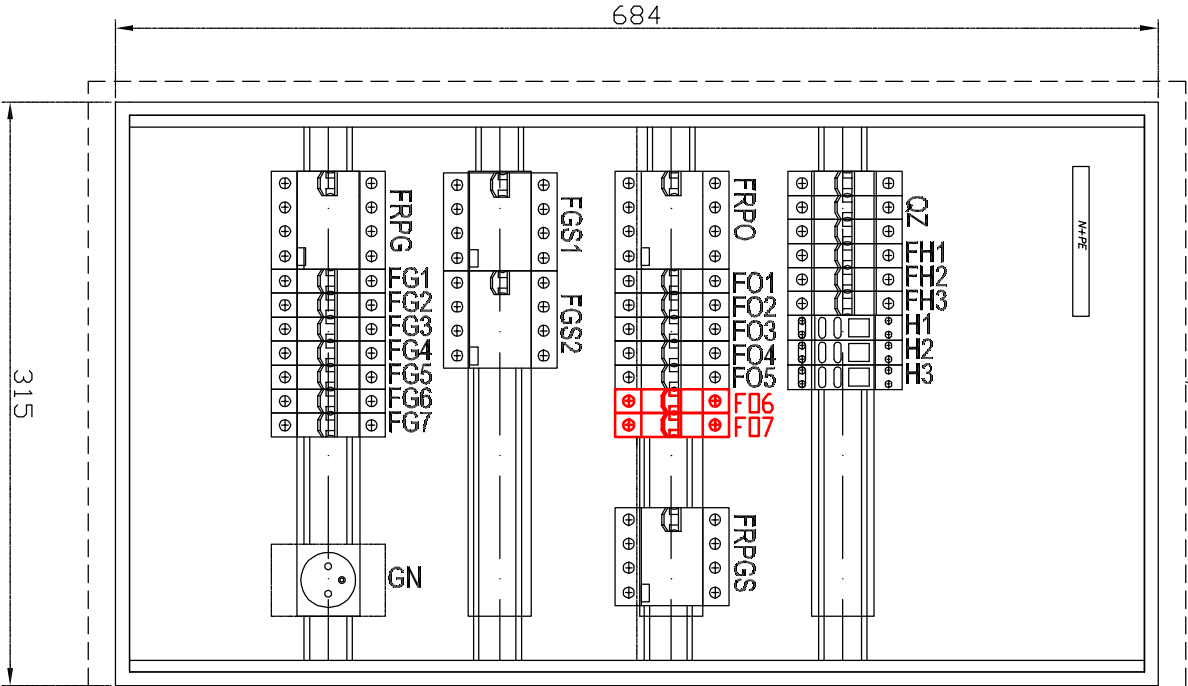 684
315
FRPG
FG1
FG2
FG3
FG4
FG5
FG6
FG7
GN
FGS1
FGS2
FRPO
FO1
FO2
FO3
FO4
FO5
FO6
FO7
FRPGS
QZ
FH1
FH2
FH3
H1
H2
H3
N+PE